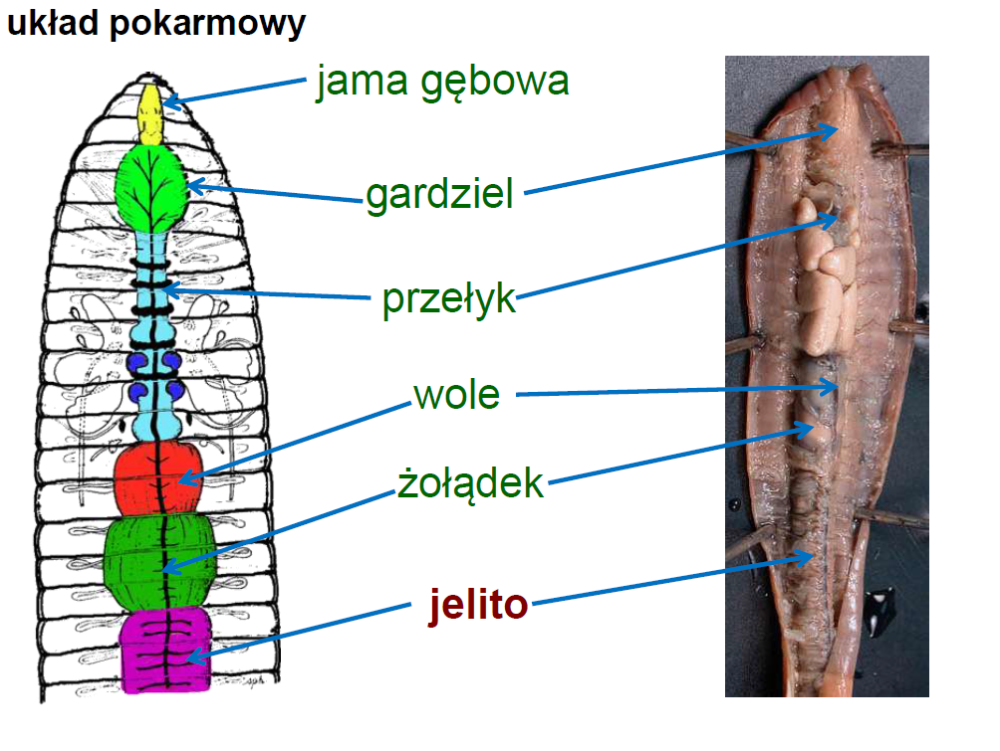 układ pokarmowy
jama gębowa
gardziel
przełyk
wole
żołądek
jelito